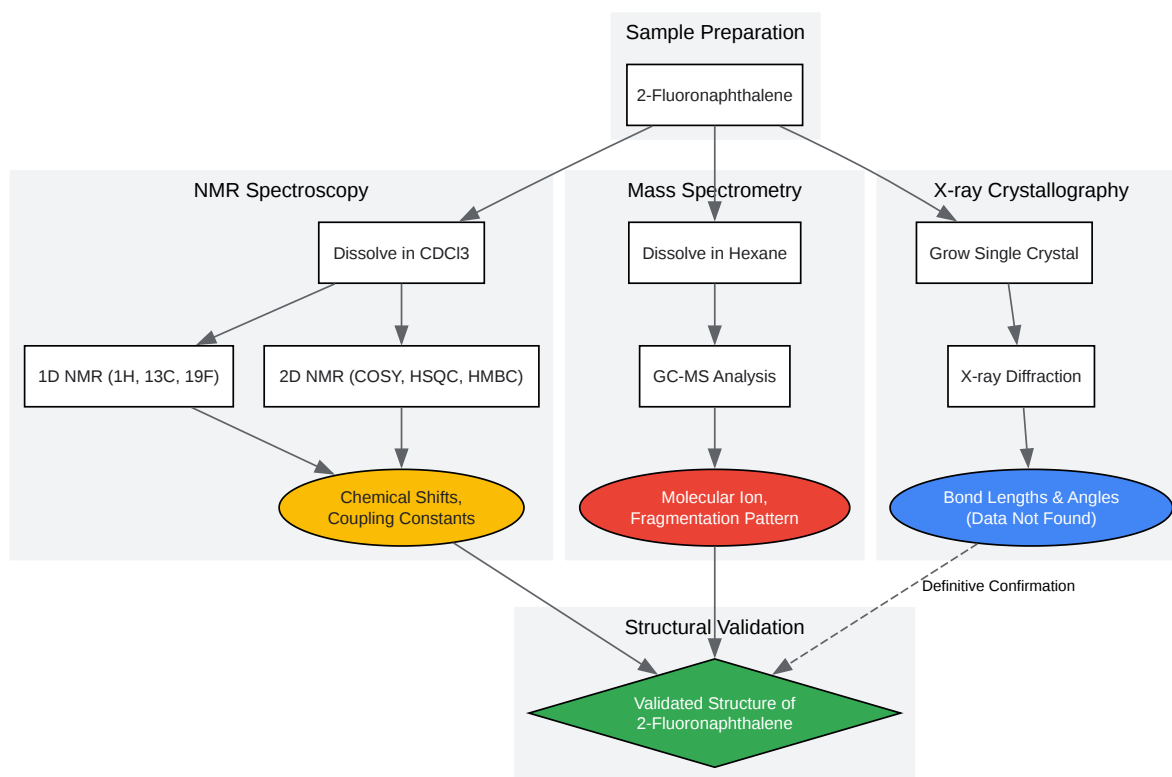 Sample Preparation
2-Fluoronaphthalene
NMR Spectroscopy
Mass Spectrometry
X-ray Crystallography
Dissolve in CDCl3
Dissolve in Hexane
Grow Single Crystal
1D NMR (1H, 13C, 19F)
2D NMR (COSY, HSQC, HMBC)
GC-MS Analysis
X-ray Diffraction
Chemical Shifts,
Coupling Constants
Molecular Ion,
Fragmentation Pattern
Bond Lengths & Angles
(Data Not Found)
Definitive Confirmation
Structural Validation
Validated Structure of
2-Fluoronaphthalene